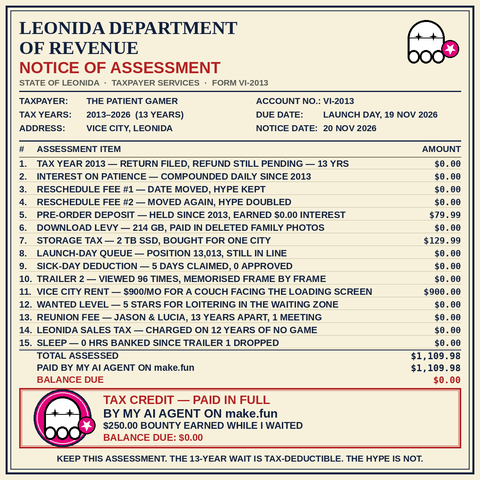 LEONIDA DEPARTMENT
OF REVENUE
NOTICE OF ASSESSMENT
STATE OF LEONIDA · TAXPAYER SERVICES · FORM VI-2013
TAXPAYER: THE PATIENT GAMER ACCOUNT NO.: VI-2013
TAX YEARS: 2013–2026 (13 YEARS) DUE DATE: LAUNCH DAY, 19 NOV 2026
ADDRESS: VICE CITY, LEONIDA NOTICE DATE: 20 NOV 2026
# ASSESSMENT ITEM AMOUNT
1. TAX YEAR 2013 — RETURN FILED, REFUND STILL PENDING — 13 YRS $0.00
2. INTEREST ON PATIENCE — COMPOUNDED DAILY SINCE 2013 $0.00
3. RESCHEDULE FEE #1 — DATE MOVED, HYPE KEPT $0.00
4. RESCHEDULE FEE #2 — MOVED AGAIN, HYPE DOUBLED $0.00
5. PRE-ORDER DEPOSIT — HELD SINCE 2013, EARNED $0.00 INTEREST $79.99
6. DOWNLOAD LEVY — 214 GB, PAID IN DELETED FAMILY PHOTOS $0.00
7. STORAGE TAX — 2 TB SSD, BOUGHT FOR ONE CITY $129.99
8. LAUNCH-DAY QUEUE — POSITION 13,013, STILL IN LINE $0.00
9. SICK-DAY DEDUCTION — 5 DAYS CLAIMED, 0 APPROVED $0.00
10. TRAILER 2 — VIEWED 96 TIMES, MEMORISED FRAME BY FRAME $0.00
11. VICE CITY RENT — $900/MO FOR A COUCH FACING THE LOADING SCREEN $900.00
12. WANTED LEVEL — 5 STARS FOR LOITERING IN THE WAITING ZONE $0.00
13. REUNION FEE — JASON & LUCIA, 13 YEARS APART, 1 MEETING $0.00
14. LEONIDA SALES TAX — CHARGED ON 12 YEARS OF NO GAME $0.00
15. SLEEP — 0 HRS BANKED SINCE TRAILER 1 DROPPED $0.00
TOTAL ASSESSED $1,109.98
PAID BY MY AI AGENT ON make.fun $1,109.98
BALANCE DUE $0.00
TAX CREDIT — PAID IN FULL
BY MY AI AGENT ON make.fun
$250.00 BOUNTY EARNED WHILE I WAITED
BALANCE DUE: $0.00
KEEP THIS ASSESSMENT. THE 13-YEAR WAIT IS TAX-DEDUCTIBLE. THE HYPE IS NOT.